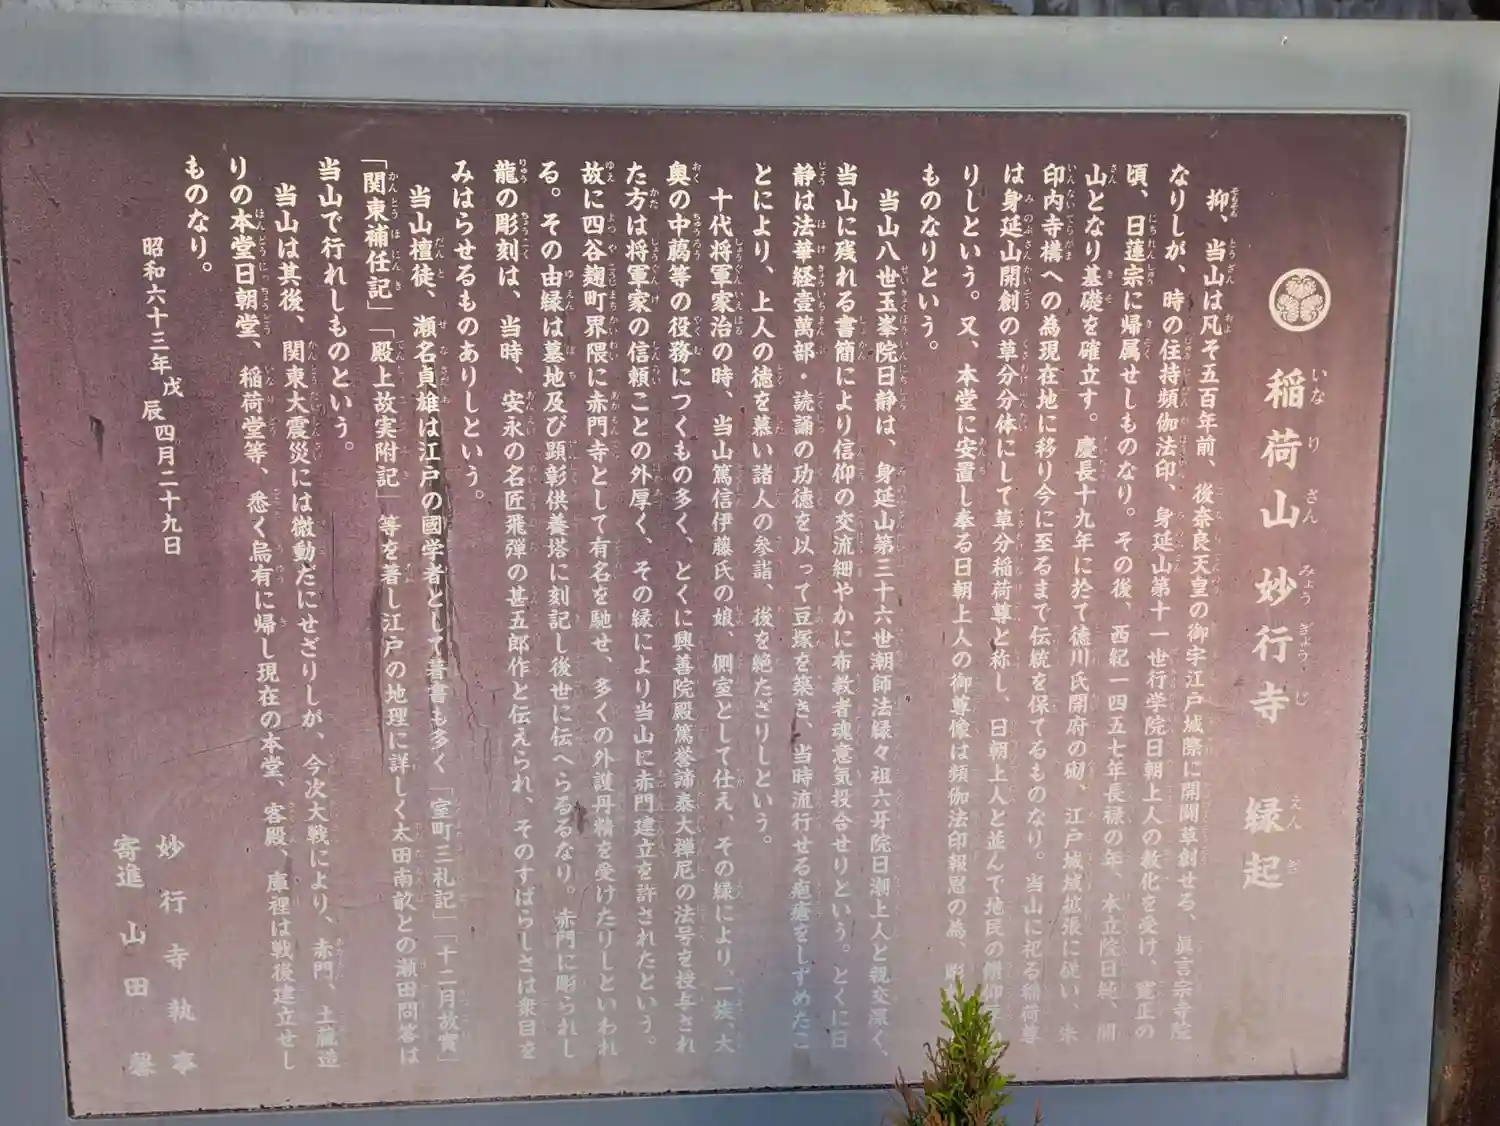 稲荷山 妙行寺 縁起
抑、当山は凡そ五百年前、後奈良天皇の御宇江戸城際に開闢草創せる、眞言宗寺院
なりしが、時の住持頻伽法印、身延山第十一世行学院日朝上人の教化を受け、寛正の
頃、日蓮宗に帰属せしものなり。その後、西紀一四五七年長禄の年、本立院日純、開
山となり基礎を確立す。慶長十九年に於て徳川氏開府の砌、江戸城城域拡張に従い、朱
印内寺構への為現在地に移り今に至るまで伝統を保てるものなり。当山に祀る稲荷尊
は身延山開創の草分分体にして草分稲荷尊と称し、日朝上人と並んで地民の鑽仰
りしという。又、本堂に安置し奉る日朝上人の御尊像は頻伽法印報恩の為、彫
ものなりという。
当山八世玉峯院日静は、身延山第三十六世潮師法縁々祖六牙院日潮上人と親交深く、
当山に残れる書簡により信仰の交流細やかに布教者魂意気投合せりという。とくに日
静は法華経壹萬部・読誦の功徳を以って豆塚を築き、当時流行せる疱瘡をしずめたこ
とにより、上人の徳を慕い諸人の参詣、後を絶たざりしという。
十代将軍家治の時、当山篤信伊藤氏の娘、側室として仕え、その縁により、一族、大
奥の中﨟等の役務につくもの多く、とくに興善院殿篤誉諦泰大禅尼の法号を授与され
た方は将軍家の信頼ことの外厚く、その縁により当山に赤門建立を許されたという。
故に四谷麹町界隈に赤門寺として有名を馳せ、多くの外護丹精を受けたりしといわれ
る。その由縁は墓地及び顕彰供養塔に刻記し後世に伝へらるるなり。赤門に彫られし
龍の彫刻は、当時、安永の名匠飛弾の甚五郎作と伝えられ、そのすばらしさは衆目を
みはらせるものありしという。
当山檀徒、瀬名貞雄は江戸の國学者として著書も多く「室町三札記」「十二月故實」
「関東補任記」「殿上故実附記」等を著し江戸の地理に詳しく太田南畝との瀬田問答は
当山で行れしものという。
当山は其後、関東大震災には微動だにせざりしが、今次大戦により、赤門、土蔵造
りの本堂日朝堂、稲荷堂等、悉く烏有に帰し現在の本堂、客殿、庫裡は戦後建立せし
ものなり。
昭和六十三年戊辰四月二十九日
妙行寺執事
寄進 山田 馨